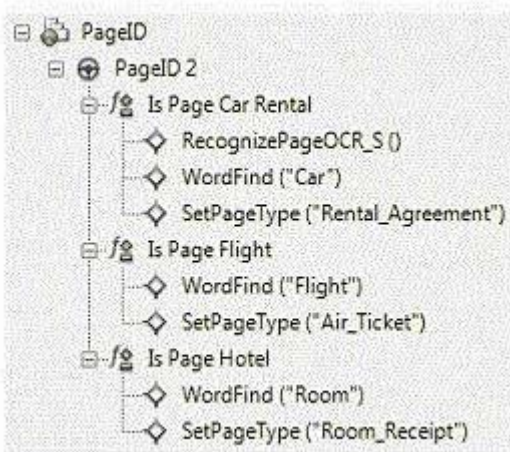 PageID
PageID 2
Is Page Car Rental
RecognizePageOCR_S ()
WordFind ("Car")
SetPageType ("Rental_Agreement")
Is Page Flight
WordFind ("Flight")
SetPageType ("Air_Ticket")
Is Page Hotel
WordFind ("Room")
SetPageType ("Room_Receipt")